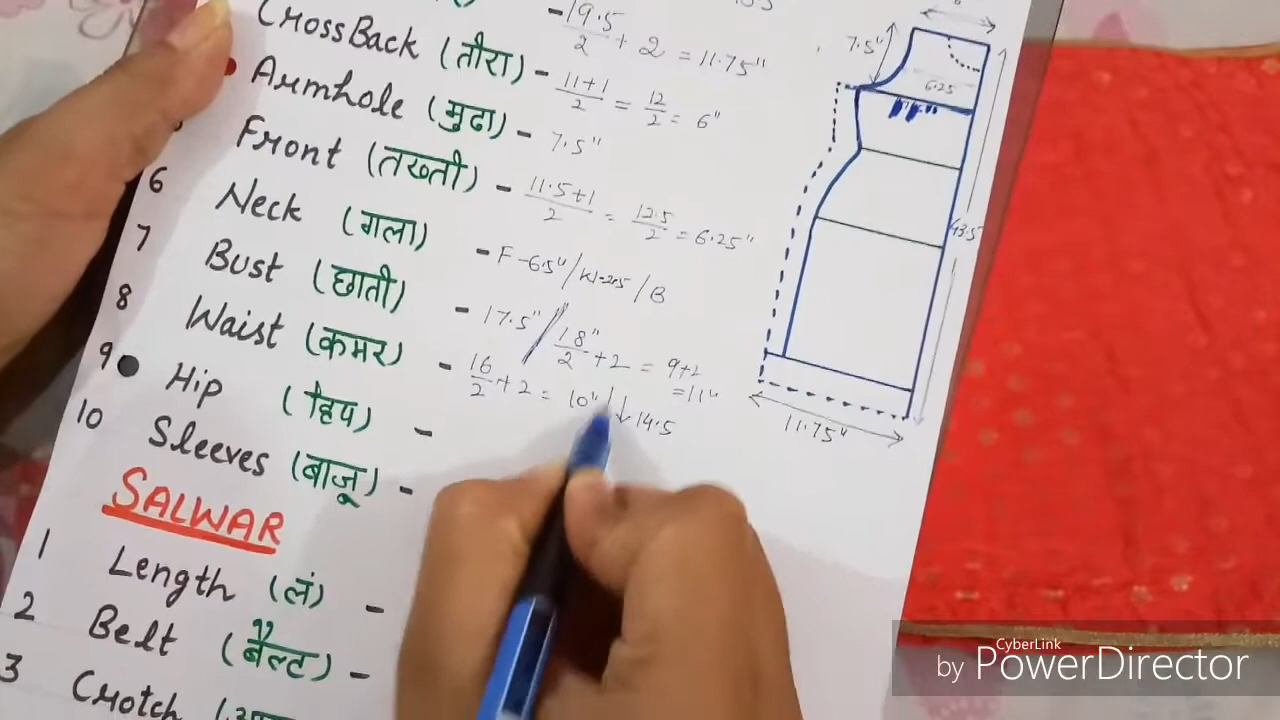 19.5/2 + 2 = 11.75"
CrossBack (तीरा) - 11+1/2 = 12/2 = 6"
Armhole (मुढा) - 7.5"
Front (तख्ती) - 11.5+1/2 = 12.5/2 = 6.25"
6 Neck (गला) - F-6.5"/ /B
7 Bust (छाती) - 17.5" / 18"/2 + 2 = 9+2 = 11"
8 Waist (कमर) - 16/2 + 2 = 10" / ↓ 14.5
9 Hip (हिप) -
10 Sleeves (बाजू) -
SALWAR
1 Length (लं) -
2 Belt (बैल्ट) -
3 Crotch
7.5"
6.25
43.5
11.75"
CyberLink
by PowerDirector